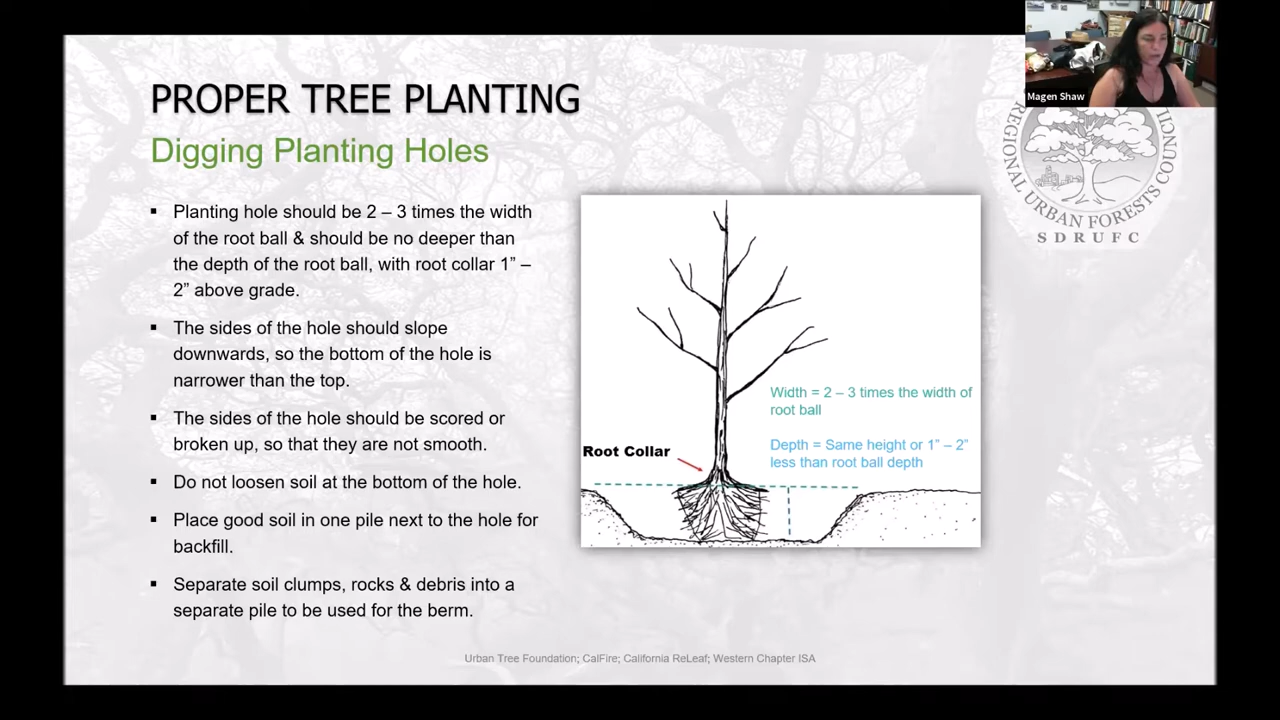 PROPER TREE PLANTING
Digging Planting Holes
▪ Planting hole should be 2 – 3 times the width
of the root ball & should be no deeper than
the depth of the root ball, with root collar 1” –
2” above grade.
▪ The sides of the hole should slope
downwards, so the bottom of the hole is
narrower than the top.
▪ The sides of the hole should be scored or
broken up, so that they are not smooth.
▪ Do not loosen soil at the bottom of the hole.
▪ Place good soil in one pile next to the hole for
backfill.
▪ Separate soil clumps, rocks & debris into a
separate pile to be used for the berm.
Width = 2 – 3 times the width of
root ball
Depth = Same height or 1” – 2”
less than root ball depth
Root Collar
Magen Shaw
REGIONAL URBAN FORESTS COUNCIL
SDRUFC
Urban Tree Foundation; CalFire; California ReLeaf; Western Chapter ISA